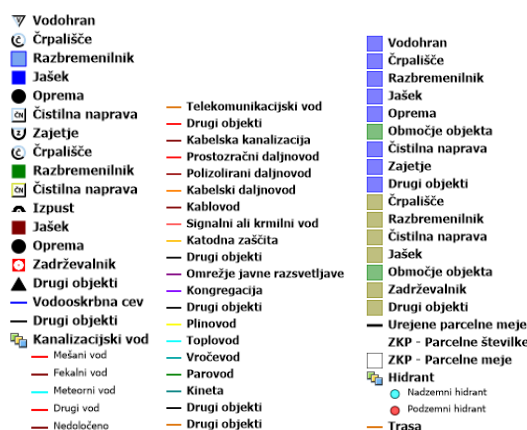 Vodohran
Črpališče
Razbremenilnik
Jašek
Oprema
Čistilna naprava
Zajetje
Črpališče
Razbremenilnik
Čistilna naprava
Izpust
Jašek
Oprema
Zadrževalnik
Drugi objekti
Vodooskrbna cev
Drugi objekti
Kanalizacijski vod
Mešani vod
Fekalni vod
Meteorni vod
Drugi vod
Nedoločeno
Telekomunikacijski vod
Drugi objekti
Kabelska kanalizacija
Prostozračni daljnovod
Polizolirani daljnovod
Kabelski daljnovod
Kablovod
Signalni ali krmilni vod
Katodna zaščita
Drugi objekti
Omrežje javne razsvetljave
Kongregacija
Drugi objekti
Plinovod
Toplovod
Vročevod
Parovod
Kineta
Drugi objekti
Drugi objekti
Vodohran
Črpališče
Razbremenilnik
Jašek
Oprema
Območje objekta
Čistilna naprava
Zajetje
Drugi objekti
Črpališče
Razbremenilnik
Čistilna naprava
Jašek
Območje objekta
Zadrževalnik
Drugi objekti
Urejene parcelne meje
ZKP - Parcelne številke
ZKP - Parcelne meje
Hidrant
Nadzemni hidrant
Podzemni hidrant
Trasa